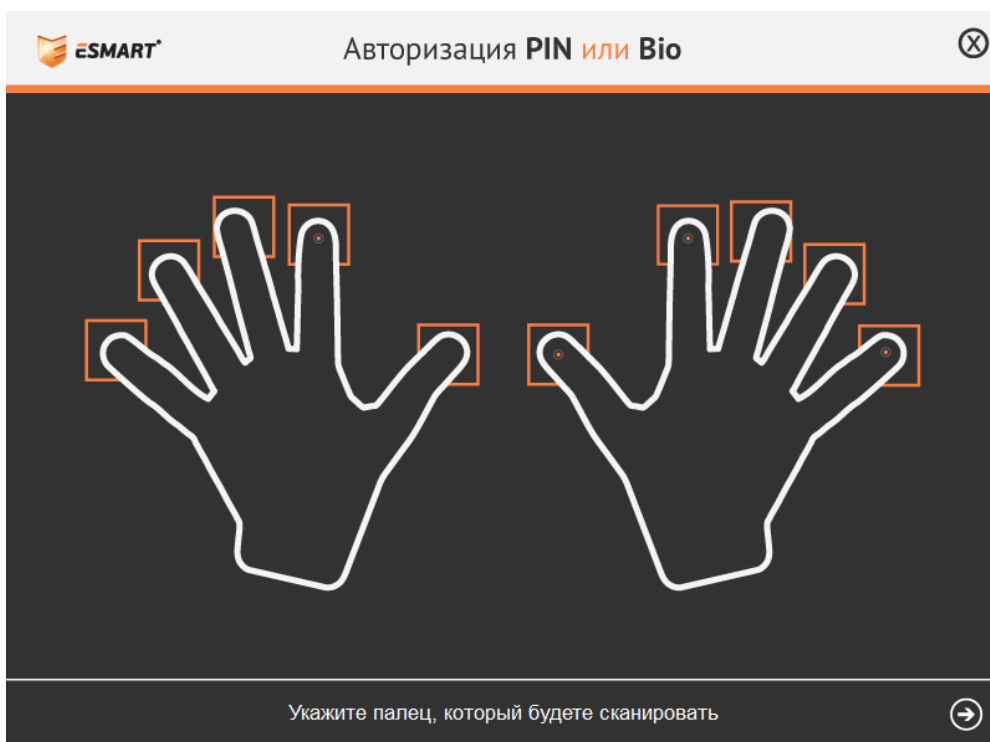 ESMART
Авторизация PIN или Bio
Укажите палец, который будете сканировать